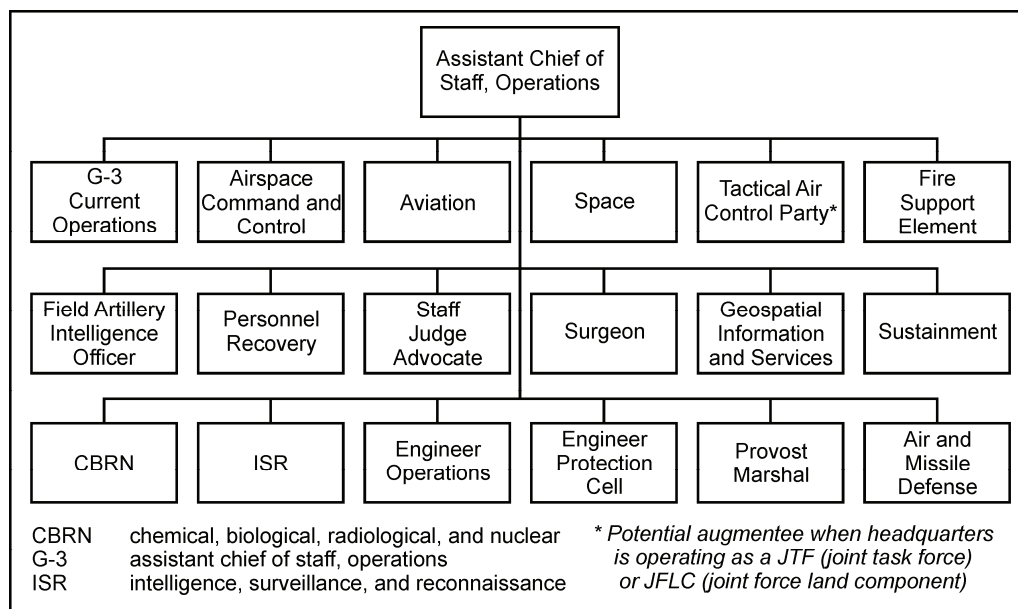 Assistant Chief of
Staff, Operations
G-3
Current
Operations
Airspace
Command and
Control
Aviation
Space
Tactical Air
Control Party*
Fire
Support
Element
Field Artillery
Intelligence
Officer
Personnel
Recovery
Staff
Judge
Advocate
Surgeon
Geospatial
Information
and Services
Sustainment
CBRN
ISR
Engineer
Operations
Engineer
Protection
Cell
Provost
Marshal
Air and
Missile
Defense
CBRN chemical, biological, radiological, and nuclear
G-3 assistant chief of staff, operations
ISR intelligence, surveillance, and reconnaissance
* Potential augmentee when headquarters
is operating as a JTF (joint task force)
or JFLC (joint force land component)